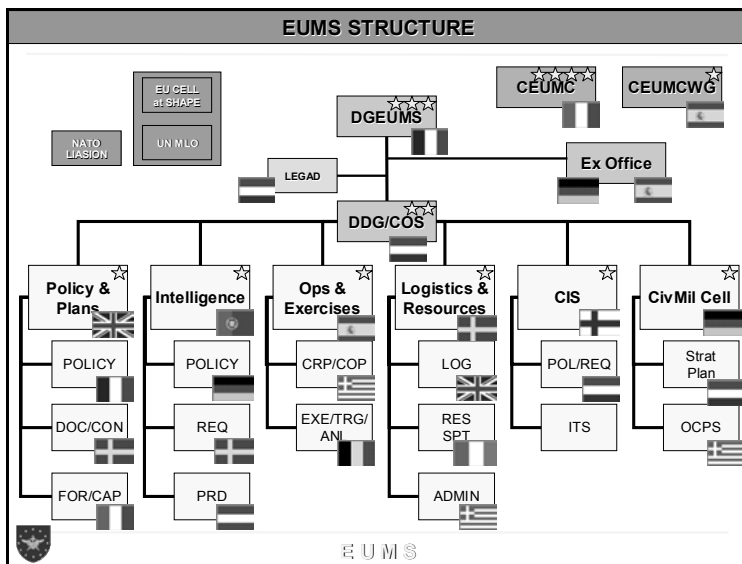 EUMS STRUCTURE
EU CELL
at SHAPE
UN MLO
NATO
LIASION
DGEUMS
CEUMC
CEUMCWG
LEGAD
Ex Office
DDG/COS
Policy &
Plans
Intelligence
Ops &
Exercises
Logistics &
Resources
CIS
CivMil Cell
POLICY
POLICY
CRP/COP
LOG
POL/REQ
Strat
Plan
DOC/CON
REQ
EXE/TRG/
ANL
RES
SPT
ITS
OCPS
FOR/CAP
PRD
ADMIN
EUMS